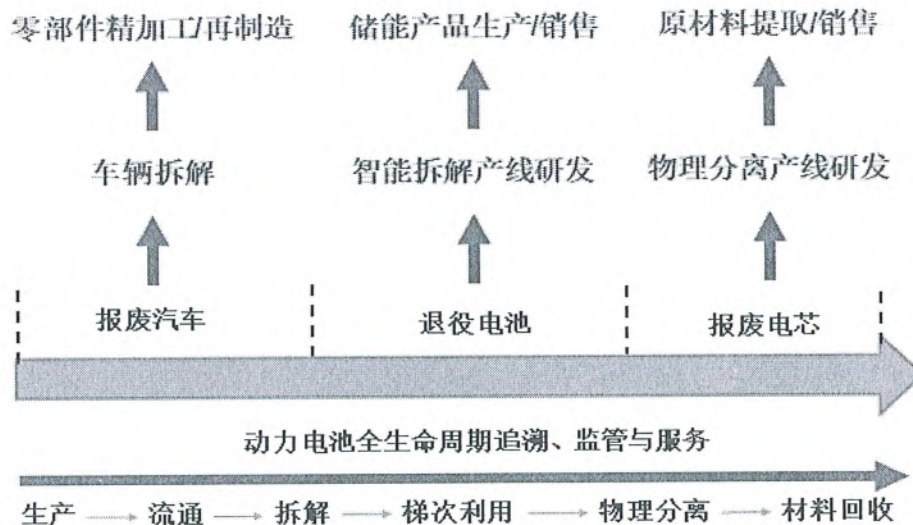 零部件精加工/再制造 储能产品生产/销售 原材料提取/销售
车辆拆解 智能拆解产线研发 物理分离产线研发
报废汽车 退役电池 报废电芯
动力电池全生命周期追溯、监管与服务
生产 流通 拆解 梯次利用 物理分离 材料回收